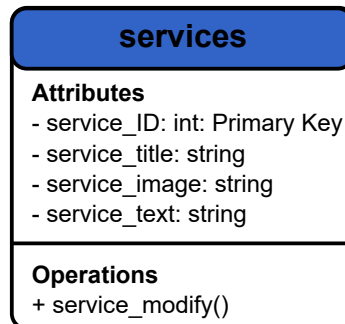 services
Attributes
- service_ID: int: Primary Key
- service_title: string
- service_image: string
- service_text: string
Operations
+ service_modify()